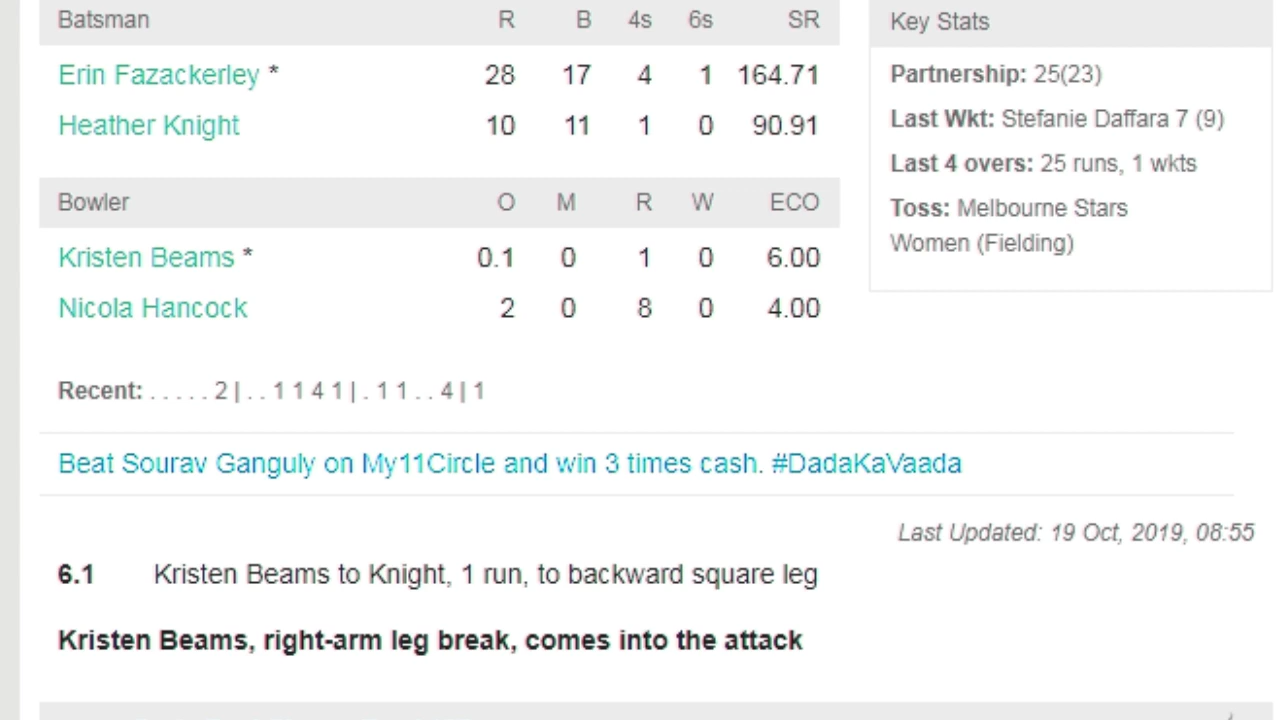 Batsman R B 4s 6s SR
Erin Fazackerley * 28 17 4 1 164.71
Heather Knight 10 11 1 0 90.91
Bowler O M R W ECO
Kristen Beams * 0.1 0 1 0 6.00
Nicola Hancock 2 0 8 0 4.00
Recent: . . . . . 2 | . . 1 1 4 1 | . 1 1 . . 4 | 1
Key Stats
Partnership: 25(23)
Last Wkt: Stefanie Daffara 7 (9)
Last 4 overs: 25 runs, 1 wkts
Toss: Melbourne Stars
Women (Fielding)
Beat Sourav Ganguly on My11Circle and win 3 times cash. #DadaKaVaada
Last Updated: 19 Oct, 2019, 08:55
6.1 Kristen Beams to Knight, 1 run, to backward square leg
Kristen Beams, right-arm leg break, comes into the attack